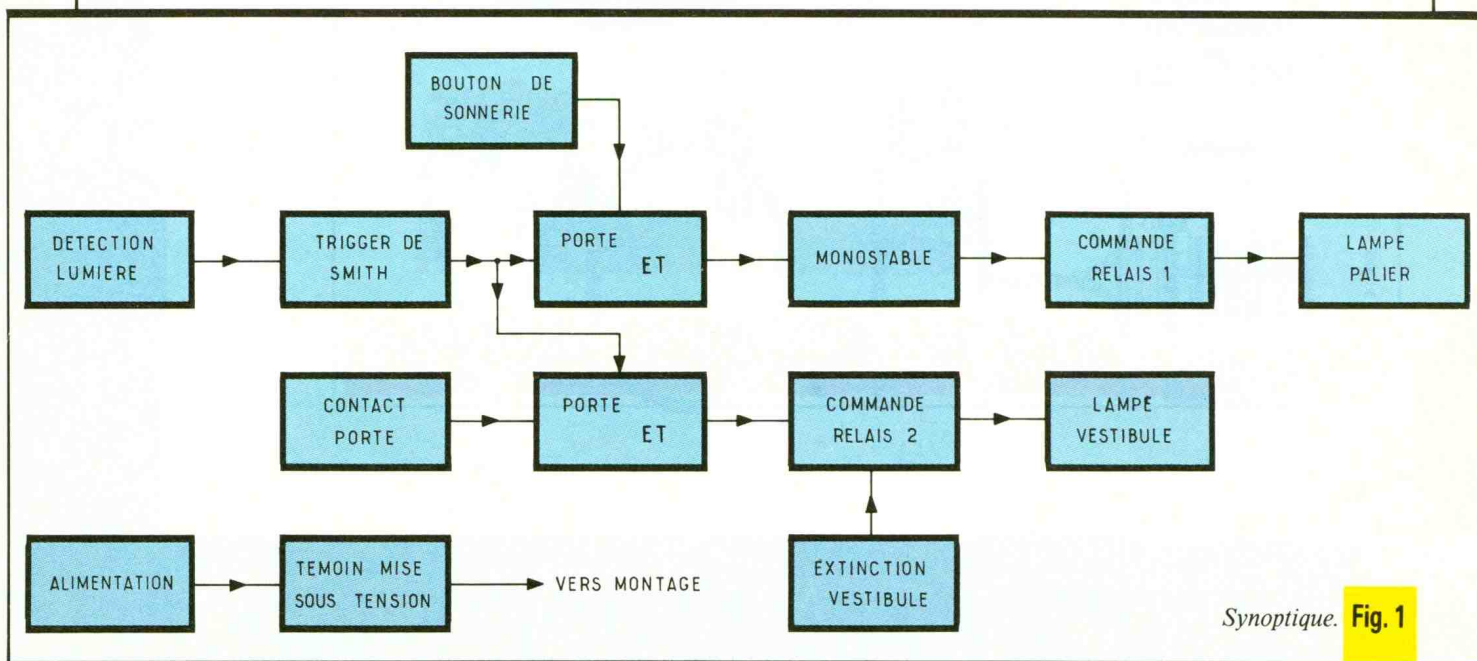 BOUTON DE
SONNERIE
DETECTION
LUMIERE
TRIGGER DE
SMITH
PORTE
ET
MONOSTABLE
COMMANDE
RELAIS 1
LAMPE
PALIER
CONTACT
PORTE
PORTE
ET
COMMANDE
RELAIS 2
LAMPE
VESTIBULE
ALIMENTATION
TEMOIN MISE
SOUS TENSION
VERS MONTAGE
EXTINCTION
VESTIBULE
Synoptique. Fig. 1